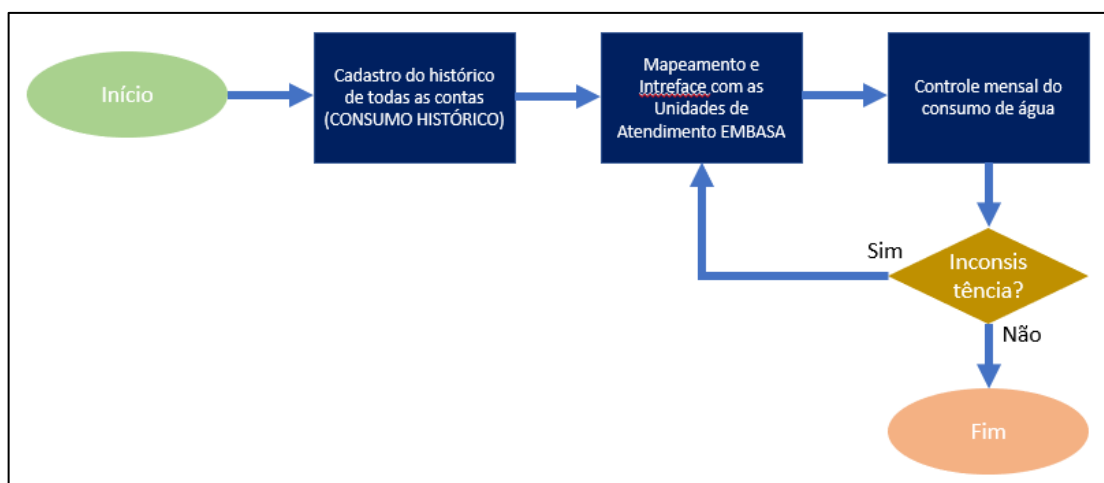 Início
Cadastro do histórico
de todas as contas
(CONSUMO HISTÓRICO)
Mapeamento e
Intreface com as
Unidades de
Atendimento EMBASA
Controle mensal do
consumo de água
Sim
Inconsis
tência?
Não
Fim